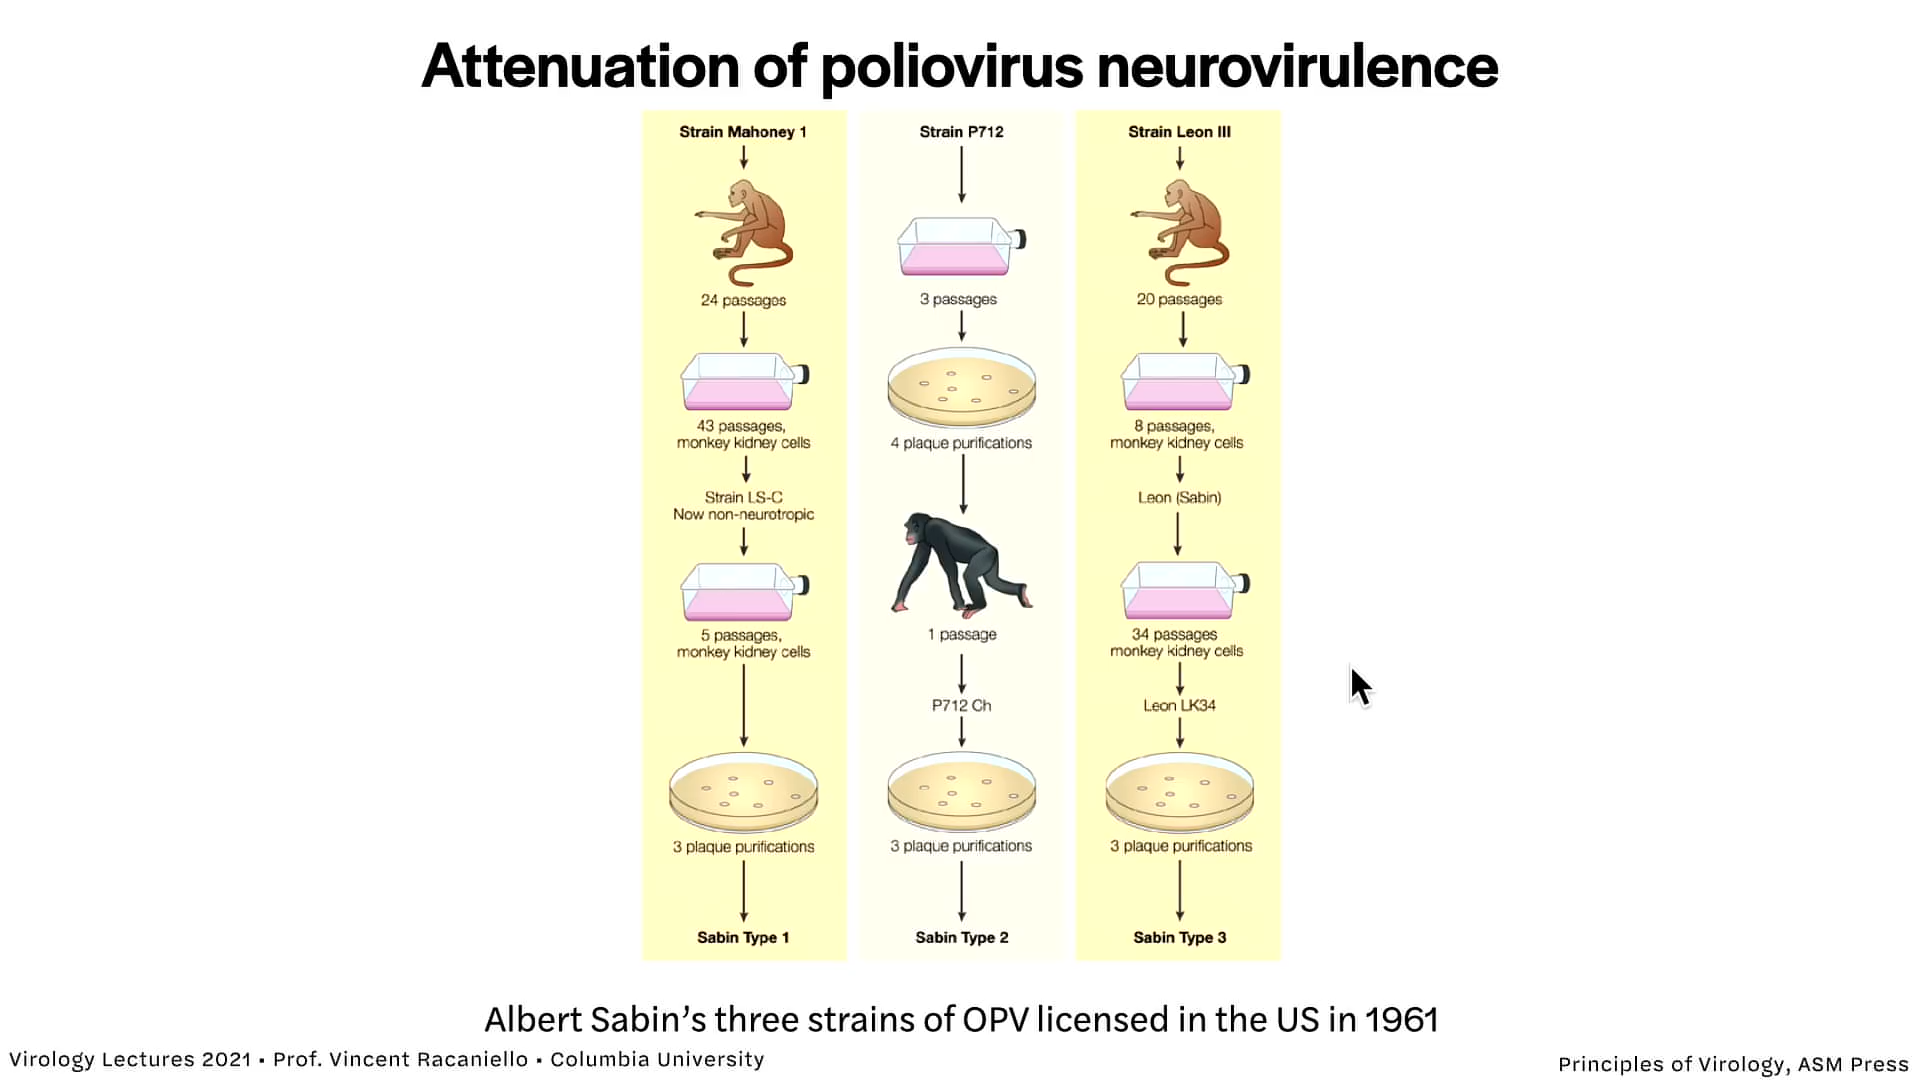 Attenuation of poliovirus neurovirulence
Strain Mahoney 1
24 passages
43 passages,
monkey kidney cells
Strain LS-C
Now non-neurotropic
5 passages,
monkey kidney cells
3 plaque purifications
Sabin Type 1
Strain P712
3 passages
4 plaque purifications
1 passage
P712 Ch
3 plaque purifications
Sabin Type 2
Strain Leon III
20 passages
8 passages,
monkey kidney cells
Leon (Sabin)
34 passages
monkey kidney cells
Leon LK34
3 plaque purifications
Sabin Type 3
Albert Sabin’s three strains of OPV licensed in the US in 1961
Virology Lectures 2021 • Prof. Vincent Racaniello • Columbia University
Principles of Virology, ASM Press